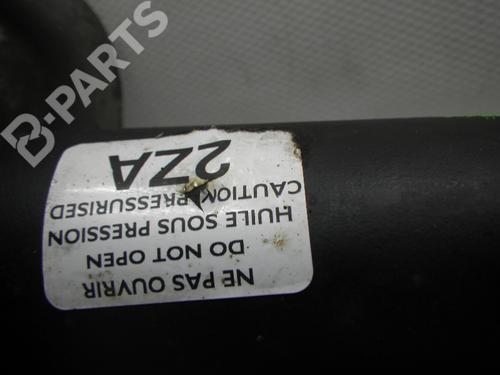 B-PARTS
NE PAS OUVRIR
DO NOT OPEN
HUILE SOUS PRESSION
CAUTION PRESSURISED
2ZA